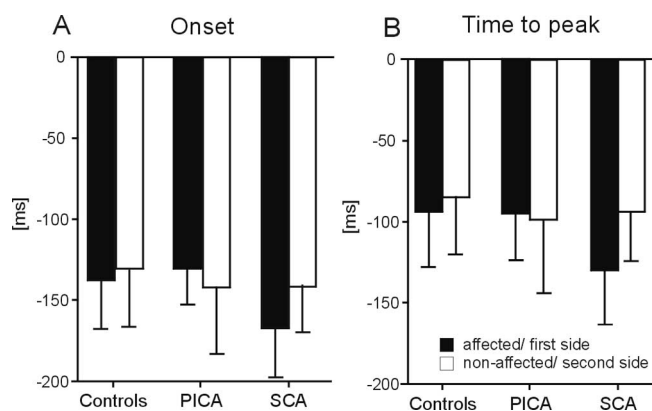 A
Onset
0
-50
-100
-150
-200
[ms]
Controls PICA SCA
B
Time to peak
0
-50
-100
-150
-200
[ms]
affected/ first side
non-affected/ second side
Controls PICA SCA